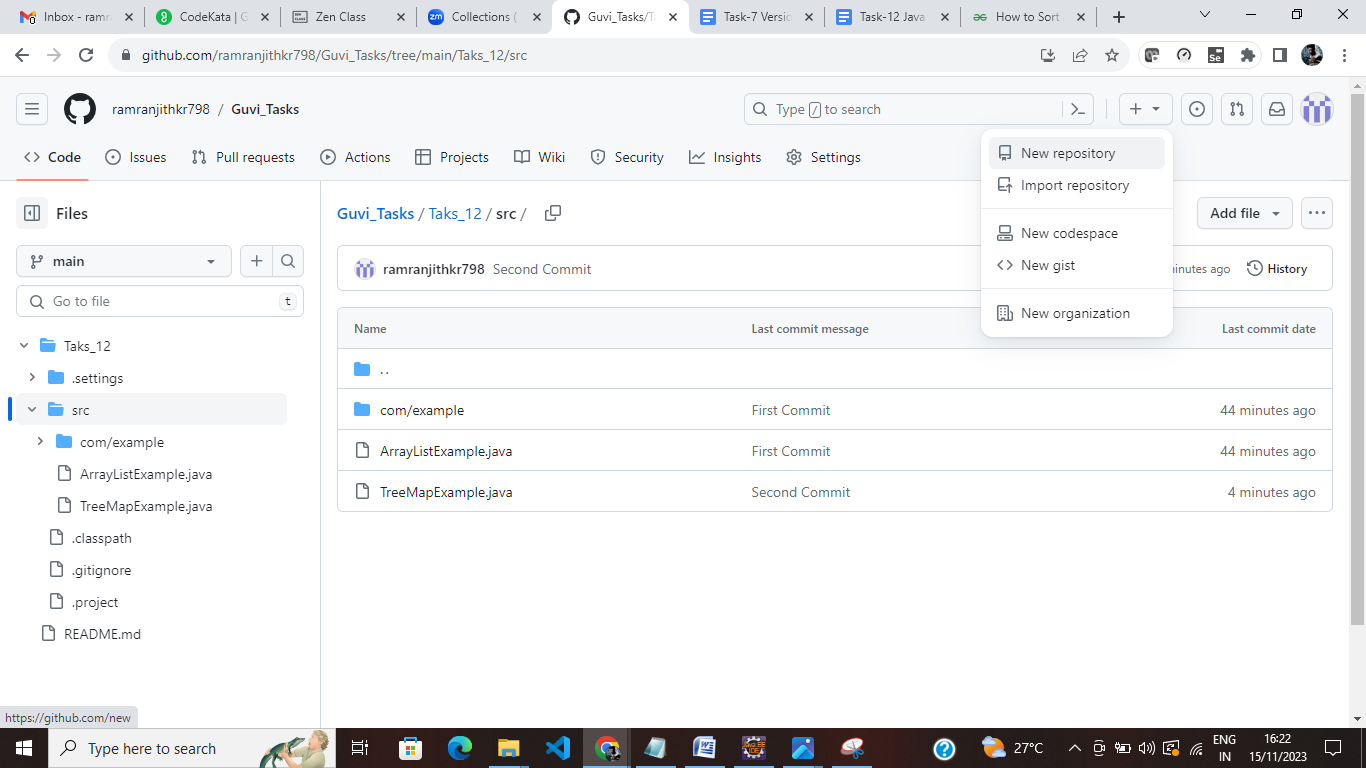 Inbox - ramr
CodeKata | G
Zen Class
Collections (
Guvi_Tasks/Ta
Task-7 Versio
Task-12 Java
How to Sort
github.com/ramranjithkr798/Guvi_Tasks/tree/main/Taks_12/src
ramranjithkr798 / Guvi_Tasks
Type / to search
Code
Issues
Pull requests
Actions
Projects
Wiki
Security
Insights
Settings
New repository
Import repository
New codespace
New gist
New organization
Files
main
Go to file
t
Taks_12
.settings
src
com/example
ArrayListExample.java
TreeMapExample.java
.classpath
.gitignore
.project
README.md
Guvi_Tasks / Taks_12 / src /
Add file
ramranjithkr798 Second Commit
ago History
Name Last commit message Last commit date
..
com/example First Commit 44 minutes ago
ArrayListExample.java First Commit 44 minutes ago
TreeMapExample.java Second Commit 4 minutes ago
https://github.com/new
Type here to search
27°C
ENG
IN
16:22
15/11/2023